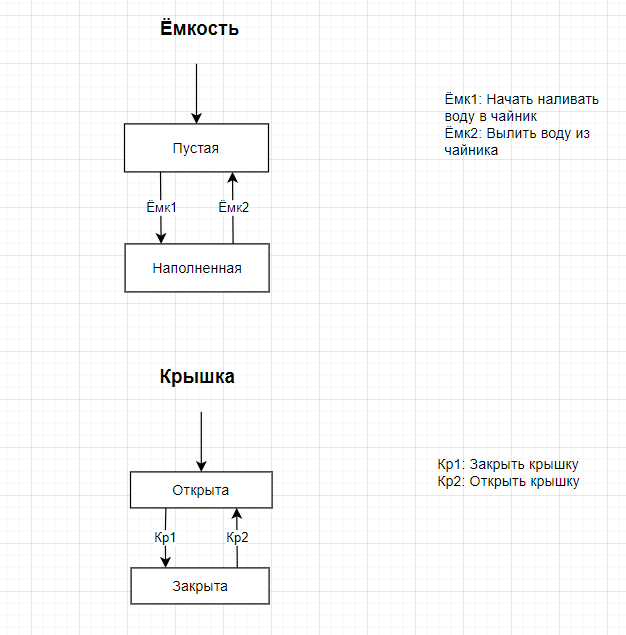 Ёмкость
Ёмк1: Начать наливать
воду в чайник
Ёмк2: Вылить воду из
чайника
Пустая
Ёмк1
Ёмк2
Наполненная
Крышка
Кр1: Закрыть крышку
Кр2: Открыть крышку
Открыта
Кр1
Кр2
Закрыта